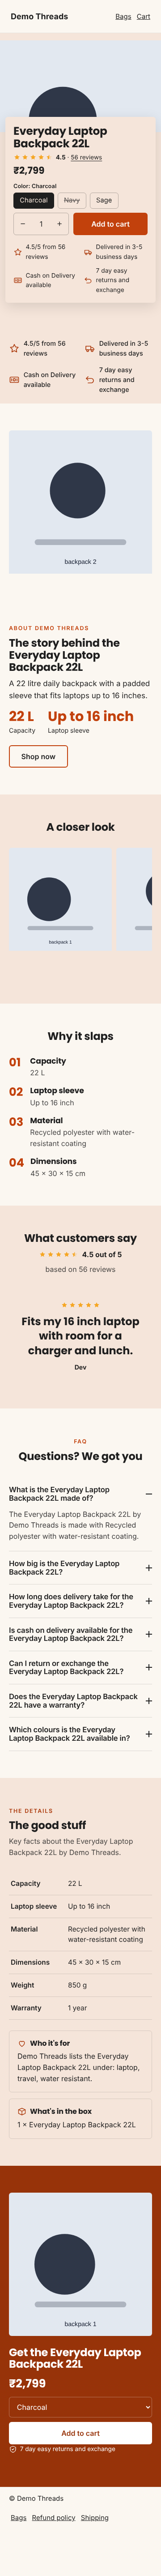 Demo Threads
Bags Cart
Everyday Layton
Backpack 22L
4.5 · 56 reviews
₹2,799
Color: Charcoal
Charcoal Navy Sage
− 1 + Add to cart
4.5/5 from 56
reviews
Delivered in 3-5
business days
Cash on Delivery
available
7 day easy
returns and
exchange
4.5/5 from 56
reviews
Delivered in 3-5
business days
Cash on Delivery
available
7 day easy
returns and
exchange
backpack 2
ABOUT DEMO THREADS
The story behind the
Everyday Layton
Backpack 22L
A 22 litre daily backpack with a padded
sleeve that fits laptops up to 16 inches.
22 L
Capacity
Up to 16 inch
Laptop sleeve
Shop now
A closer look
backpack 1
Why it slaps
01 Capacity
22 L
02 Laptop sleeve
Up to 16 inch
03 Material
Recycled polyester with water-
resistant coating
04 Dimensions
45 × 30 × 15 cm
What customers say
4.5 out of 5
based on 56 reviews
Fits my 16 inch laptop
with room for a
charger and lunch.
Dev
FAQ
Questions? We got you
What is the Everyday Layton
Backpack 22L made of?
The Everyday Layton Backpack 22L by
Demo Threads is made with Recycled
polyester with water-resistant coating.
How big is the Everyday Layton
Backpack 22L?
How long does delivery take for the
Everyday Layton Backpack 22L?
Is cash on delivery available for the
Everyday Layton Backpack 22L?
Can I return or exchange the
Everyday Layton Backpack 22L?
Does the Everyday Layton Backpack
22L have a warranty?
Which colours is the Everyday
Layton Backpack 22L available in?
THE DETAILS
The good stuff
Key facts about the Everyday Layton
Backpack 22L by Demo Threads.
Capacity 22 L
Laptop sleeve Up to 16 inch
Material Recycled polyester with
water-resistant coating
Dimensions 45 × 30 × 15 cm
Weight 850 g
Warranty 1 year
Who it's for
Demo Threads lists the Everyday
Layton Backpack 22L under: laptop,
travel, water resistant.
What's in the box
1 × Everyday Layton Backpack 22L
backpack 1
Get the Everyday Layton
Backpack 22L
₹2,799
Charcoal
Add to cart
7 day easy returns and exchange
© Demo Threads
Bags Refund policy Shipping